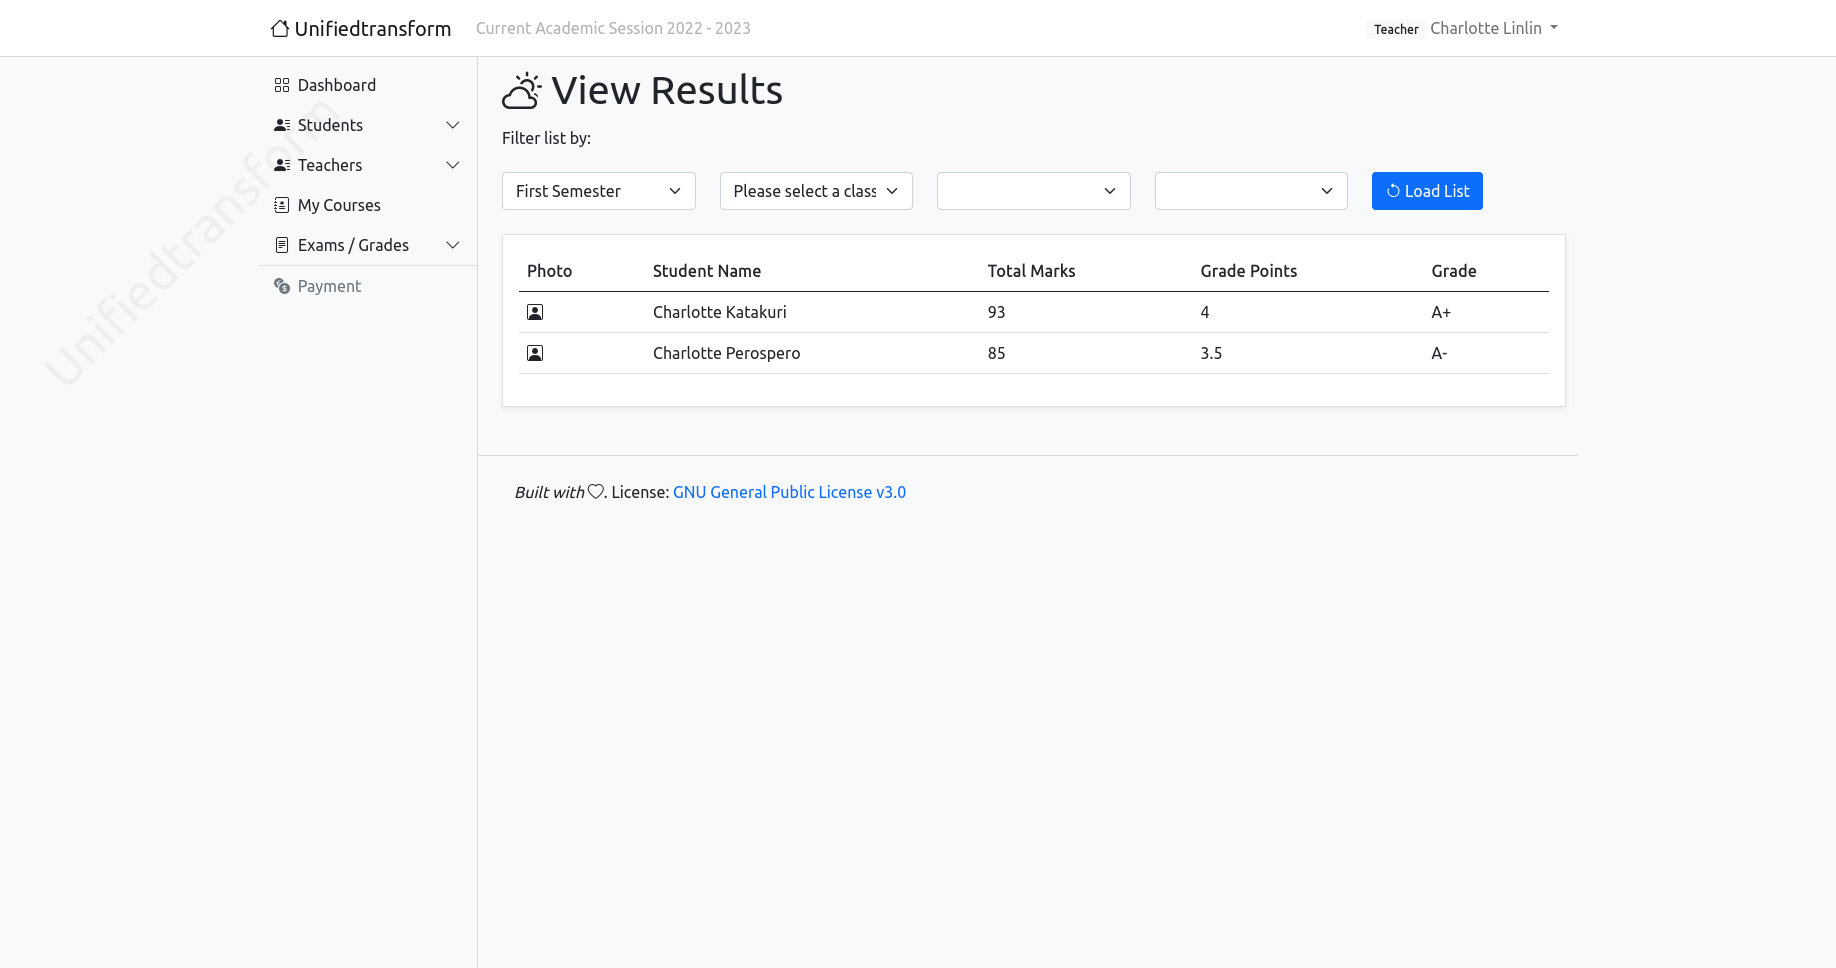 Unifiedtransform
Current Academic Session 2022 - 2023
Teacher Charlotte Linlin
Dashboard
Students
Teachers
My Courses
Exams / Grades
Payment
Unifiedtransform
View Results
Filter list by:
First Semester
Please select a class
Load List
Photo Student Name Total Marks Grade Points Grade
Charlotte Katakuri 93 4 A+
Charlotte Perospero 85 3.5 A-
Built with . License: GNU General Public License v3.0